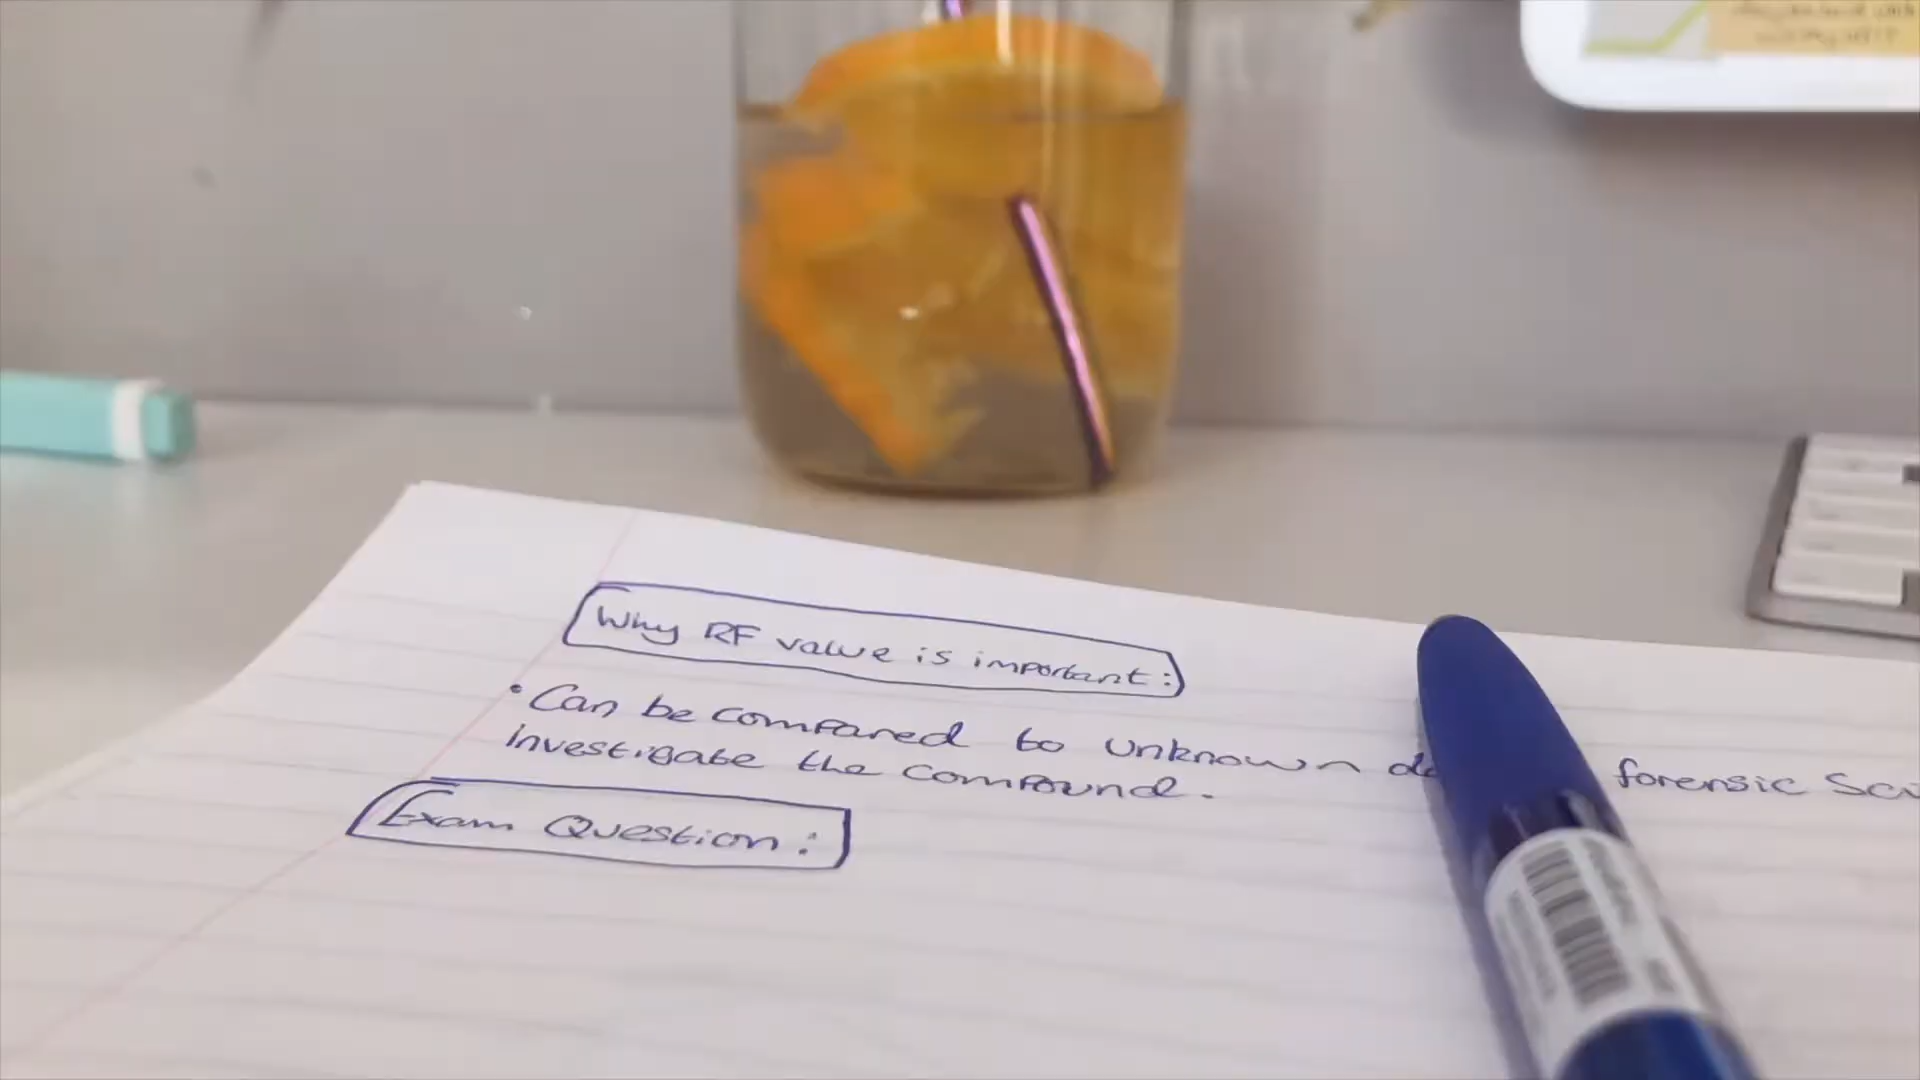 Why RF value is important:
• Can be compared to unknown forensic
investigate the compound.
Exam Question: